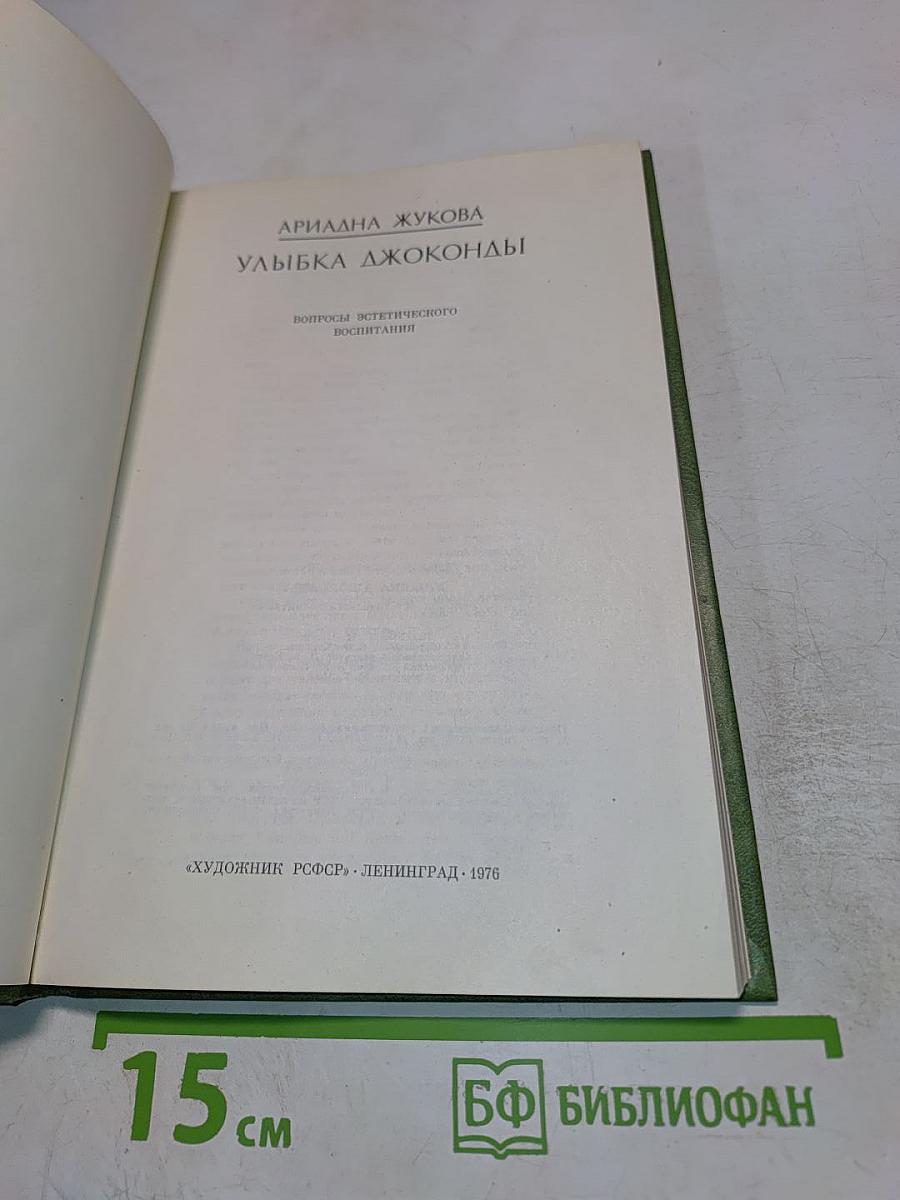 АРИАДНА ЖУКОВА
УЛЫБКА ДЖОКОНДЫ
ВОПРОСЫ ЭСТЕТИЧЕСКОГО
ВОСПИТАНИЯ
«ХУДОЖНИК РСФСР» · ЛЕНИНГРАД · 1976
15 см
БФ БИБЛИОФАН